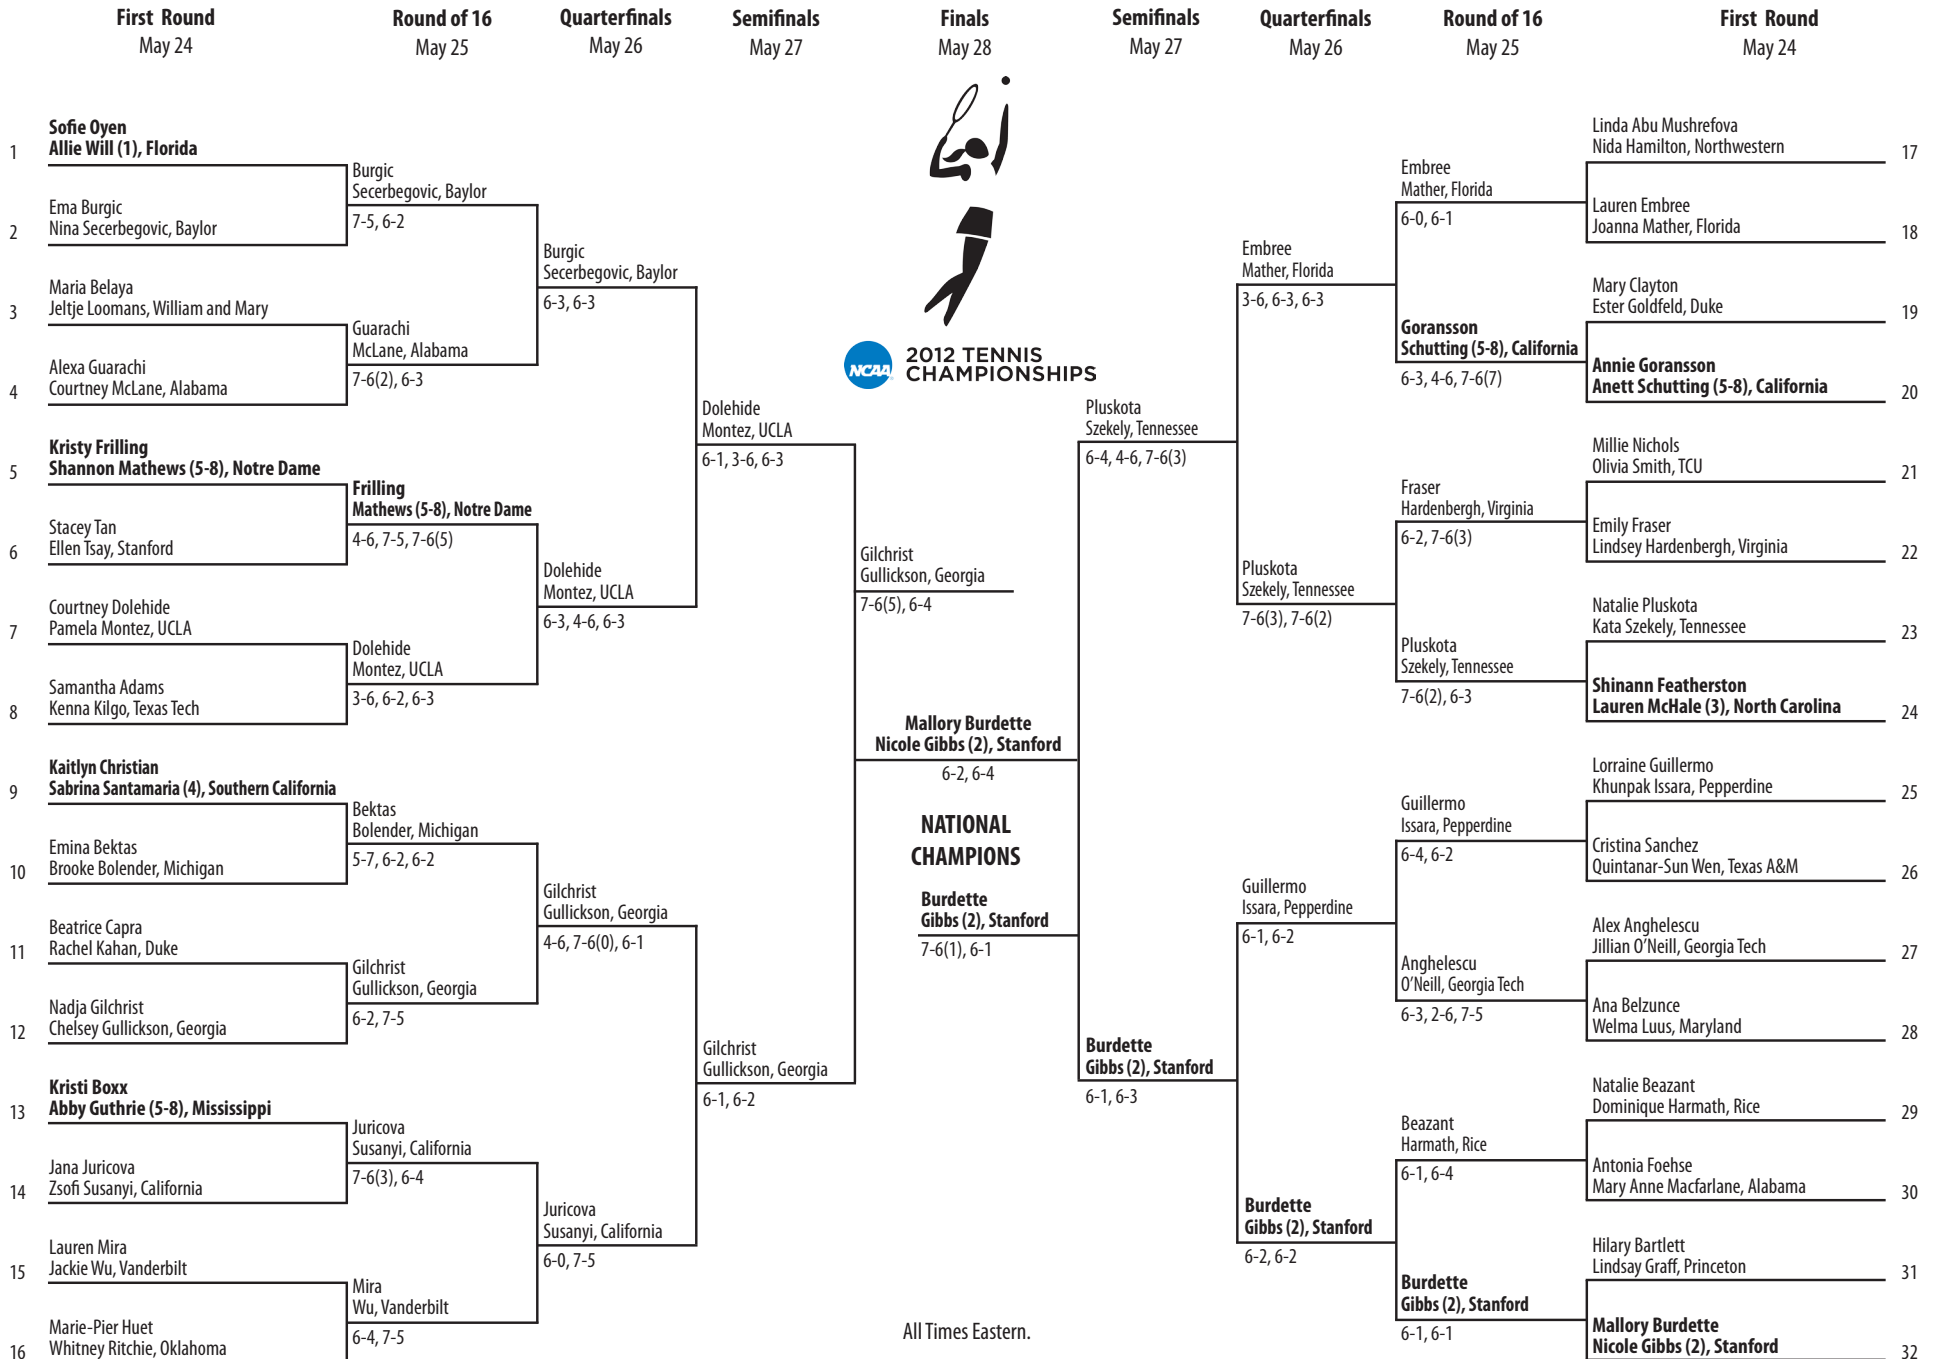 First Round
May 24
Round of 16
May 25
Quarterfinals
May 26
Semifinals
May 27
Finals
May 28
Semifinals
May 27
Quarterfinals
May 26
Round of 16
May 25
First Round
May 24
1
Sofie Oyen
Allie Will (1), Florida
2
Ema Burgic
Nina Secerbegovic, Baylor
3
Maria Belaya
Jeltje Loomans, William and Mary
4
Alexa Guarachi
Courtney McLane, Alabama
5
Kristy Frilling
Shannon Mathews (5-8), Notre Dame
6
Stacey Tan
Ellen Tsay, Stanford
7
Courtney Dolehide
Pamela Montez, UCLA
8
Samantha Adams
Kenna Kilgo, Texas Tech
9
Kaitlyn Christian
Sabrina Santamaria (4), Southern California
10
Emina Bektas
Brooke Bolender, Michigan
11
Beatrice Capra
Rachel Kahan, Duke
12
Nadja Gilchrist
Chelsey Gullickson, Georgia
13
Kristi Boxx
Abby Guthrie (5-8), Mississippi
14
Jana Juricova
Zsofi Susanyi, California
15
Lauren Mira
Jackie Wu, Vanderbilt
16
Marie-Pier Huet
Whitney Ritchie, Oklahoma
Burgic
Secerbegovic, Baylor
7-5, 6-2
Guarachi
McLane, Alabama
7-6(2), 6-3
Frilling
Mathews (5-8), Notre Dame
4-6, 7-5, 7-6(5)
Dolehide
Montez, UCLA
3-6, 6-2, 6-3
Bektas
Bolender, Michigan
5-7, 6-2, 6-2
Gilchrist
Gullickson, Georgia
6-2, 7-5
Juricova
Susanyi, California
7-6(3), 6-4
Mira
Wu, Vanderbilt
6-4, 7-5
Burgic
Secerbegovic, Baylor
6-3, 6-3
Dolehide
Montez, UCLA
6-3, 4-6, 6-3
Gilchrist
Gullickson, Georgia
4-6, 7-6(0), 6-1
Juricova
Susanyi, California
6-0, 7-5
Dolehide
Montez, UCLA
6-1, 3-6, 6-3
Gilchrist
Gullickson, Georgia
6-1, 6-2
NCAA
2012 TENNIS
CHAMPIONSHIPS
Gilchrist
Gullickson, Georgia
7-6(5), 6-4
Mallory Burdette
Nicole Gibbs (2), Stanford
6-2, 6-4
NATIONAL
CHAMPIONS
Burdette
Gibbs (2), Stanford
7-6(1), 6-1
All Times Eastern.
Pluskota
Szekely, Tennessee
6-4, 4-6, 7-6(3)
Burdette
Gibbs (2), Stanford
6-1, 6-3
Embree
Mather, Florida
3-6, 6-3, 6-3
Pluskota
Szekely, Tennessee
7-6(3), 7-6(2)
Guillermo
Issara, Pepperdine
6-1, 6-2
Burdette
Gibbs (2), Stanford
6-2, 6-2
Embree
Mather, Florida
6-0, 6-1
Goransson
Schutting (5-8), California
6-3, 4-6, 7-6(7)
Fraser
Hardenbergh, Virginia
6-2, 7-6(3)
Pluskota
Szekely, Tennessee
7-6(2), 6-3
Guillermo
Issara, Pepperdine
6-4, 6-2
Anghelescu
O’Neill, Georgia Tech
6-3, 2-6, 7-5
Beazant
Harmath, Rice
6-1, 6-4
Burdette
Gibbs (2), Stanford
6-1, 6-1
Linda Abu Mushrefova
Nida Hamilton, Northwestern
17
Lauren Embree
Joanna Mather, Florida
18
Mary Clayton
Ester Goldfeld, Duke
19
Annie Goransson
Anett Schutting (5-8), California
20
Millie Nichols
Olivia Smith, TCU
21
Emily Fraser
Lindsey Hardenbergh, Virginia
22
Natalie Pluskota
Kata Szekely, Tennessee
23
Shinann Featherston
Lauren McHale (3), North Carolina
24
Lorraine Guillermo
Khunpak Issara, Pepperdine
25
Cristina Sanchez
Quintanar-Sun Wen, Texas A&M
26
Alex Anghelescu
Jillian O’Neill, Georgia Tech
27
Ana Belzunce
Welma Luus, Maryland
28
Natalie Beazant
Dominique Harmath, Rice
29
Antonia Foehse
Mary Anne Macfarlane, Alabama
30
Hilary Bartlett
Lindsay Graff, Princeton
31
Mallory Burdette
Nicole Gibbs (2), Stanford
32